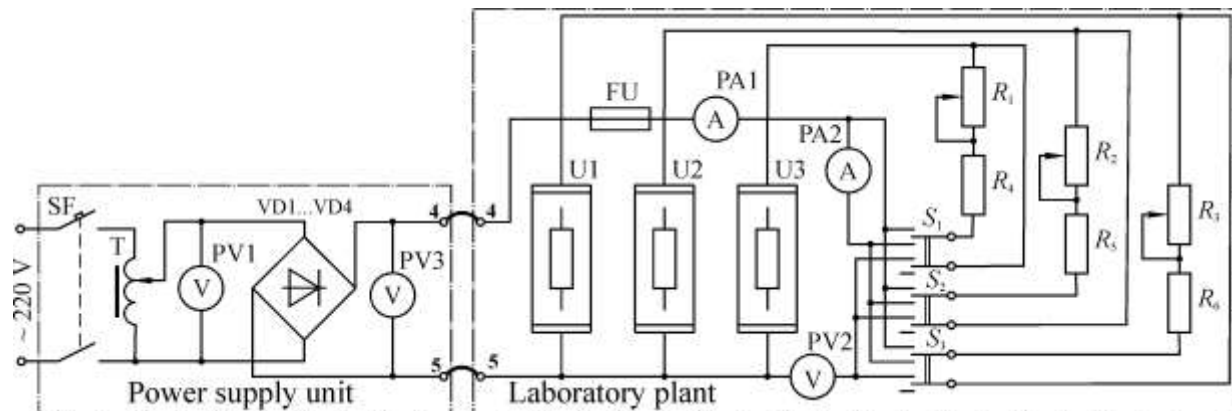 PA1
FU
R₁
PA2
R₂
U1
U2
U3
R₄
SF
VD1...VD4
4
4
R₃
S₁
T
PV1
PV3
R₅
~ 220 V
S₂
R₆
S₃
PV2
5
5
A
A
V
V
V
Power supply unit
Laboratory plant